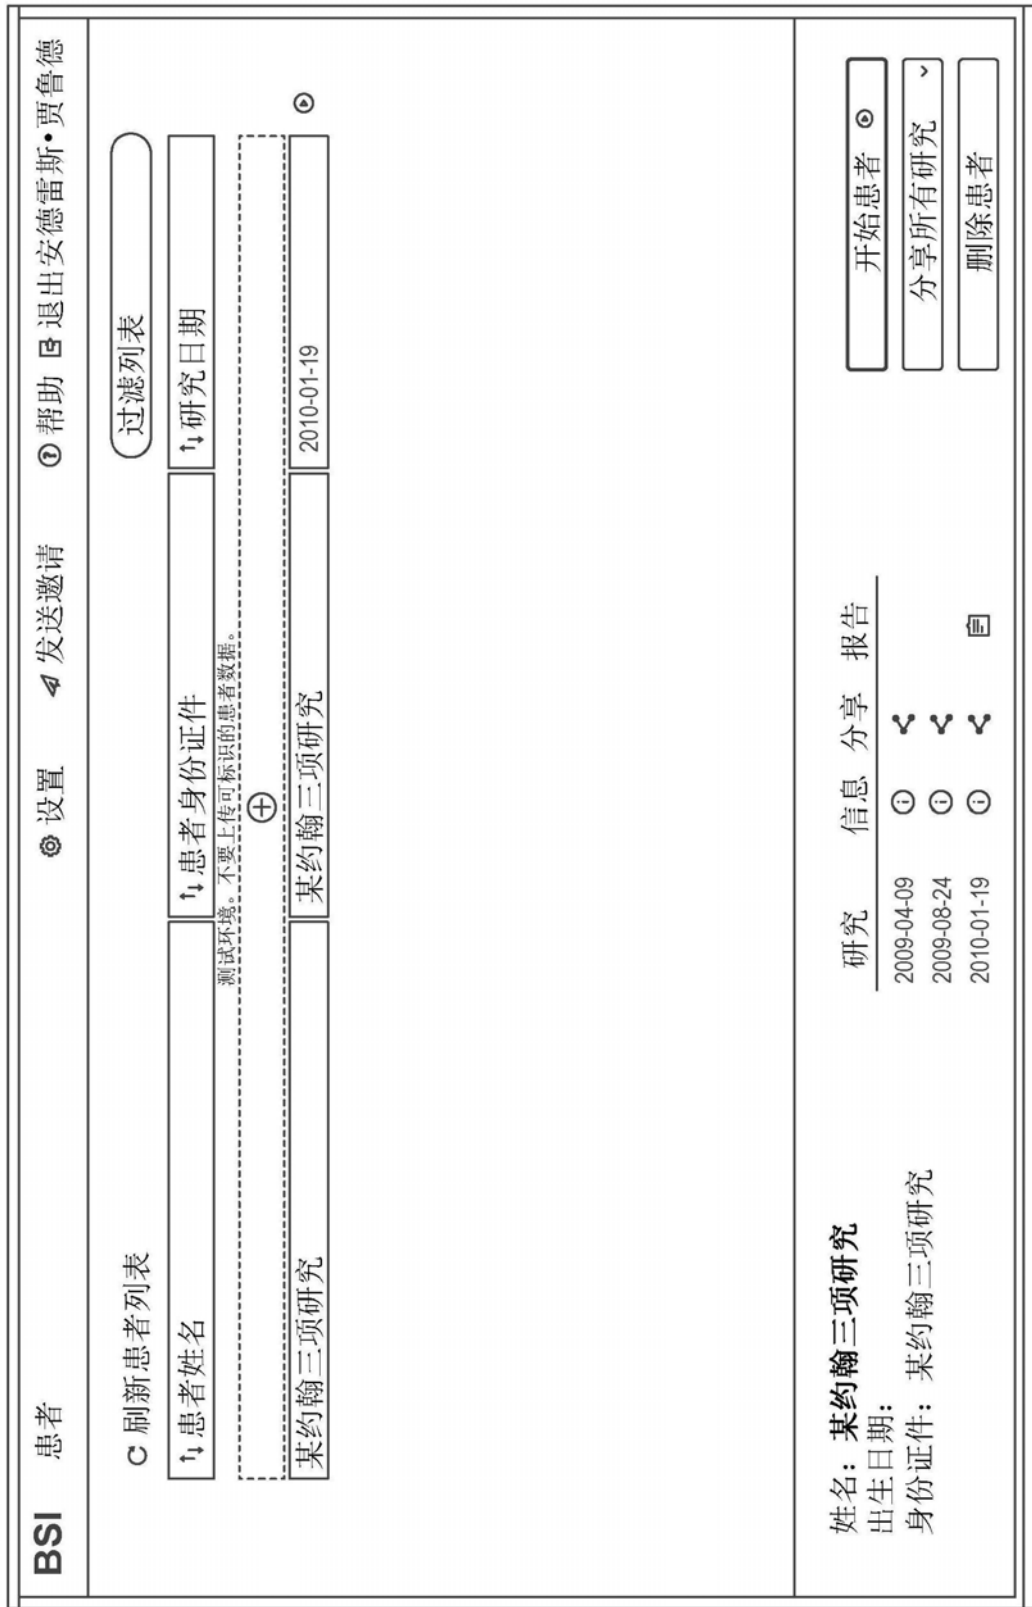 BSI 患者 设置 发送邀请 帮助 退出安德雷斯•贾鲁德
刷新患者列表 过滤列表
患者姓名 患者身份证件 研究日期
测试环境。不要上传可标识的患者数据。
某约翰三项研究 某约翰三项研究 2010-01-19
姓名：某约翰三项研究
出生日期：
身份证件： 某约翰三项研究
研究 信息 分享 报告
2009-04-09
2009-08-24
2010-01-19
开始患者
分享所有研究
删除患者